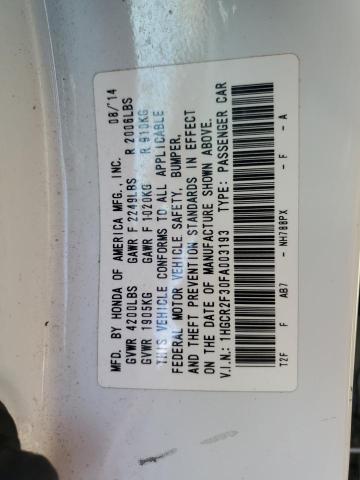 MFD. BY HONDA OF AMERICA MFG., INC. 08/'14
GVWR 4200LBS GAWR F 2249LBS R 2006LBS
GVWR 1905KG GAWR F 1020KG R 910KG
THIS VEHICLE CONFORMS TO ALL APPLICABLE
FEDERAL MOTOR VEHICLE SAFETY, BUMPER,
AND THEFT PREVENTION STANDARDS IN EFFECT
ON THE DATE OF MANUFACTURE SHOWN ABOVE.
V.I.N.: 1HGCR2F30FA003193 TYPE: PASSENGER CAR
T2F F AB7 - NH788PX - F - A